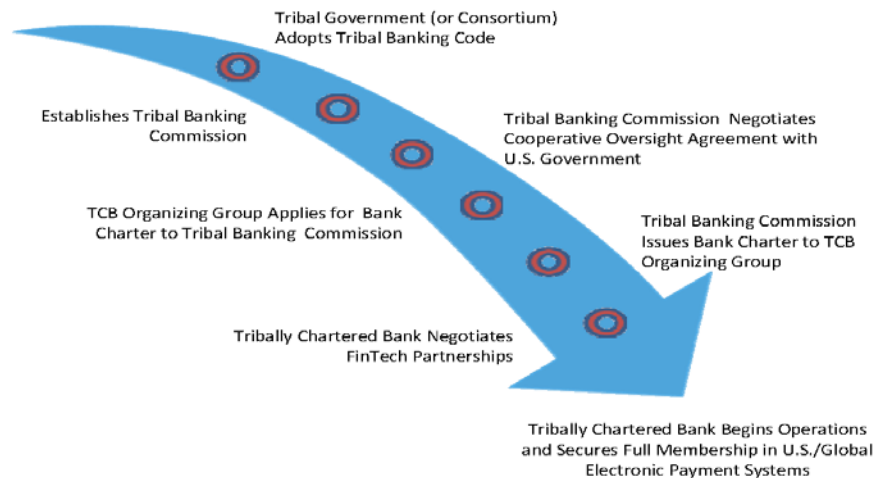 Tribal Government (or Consortium)
Adopts Tribal Banking Code
Establishes Tribal Banking
Commission
Tribal Banking Commission Negotiates
Cooperative Oversight Agreement with
U.S. Government
TCB Organizing Group Applies for Bank
Charter to Tribal Banking Commission
Tribal Banking Commission
Issues Bank Charter to TCB
Organizing Group
Tribally Chartered Bank Negotiates
FinTech Partnerships
Tribally Chartered Bank Begins Operations
and Secures Full Membership in U.S./Global
Electronic Payment Systems